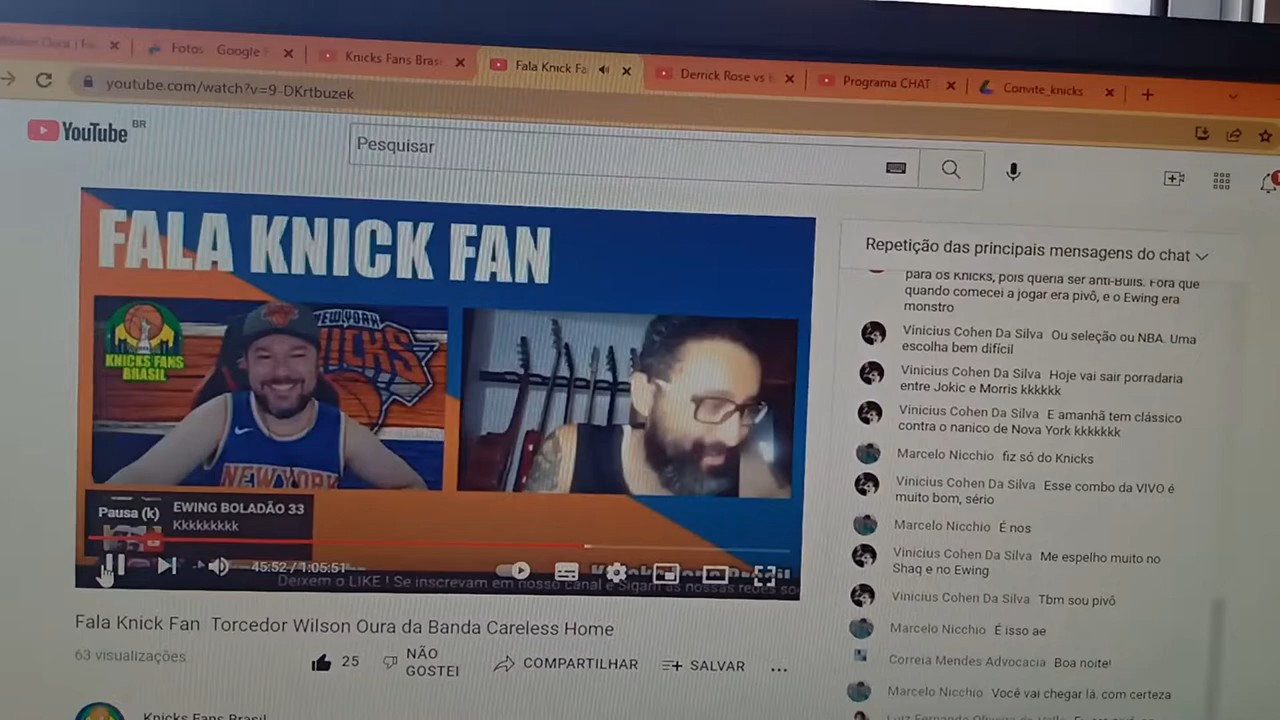 Fotos Google F
Knicks Fans Bras
Fala Knick Fa
Derrick Rose vs
Programa CHAT
Convite_knicks
youtube.com/watch?v=9-DKrtbuzek
YouTube BR
Pesquisar
FALA KNICK FAN
KNICKS FANS
BRASIL
NEW YORK
NICKS
NEW YORK
Pausa (k)
EWING BOLADÃO 33
Kkkkkkkkk
45:52 / 1:05:51
Deixem o LIKE ! Se inscrevam em nosso canal e Sigam as nossas redes so
Fala Knick Fan Torcedor Wilson Oura da Banda Careless Home
63 visualizações
25
NÃO
GOSTEI
COMPARTILHAR
SALVAR
Knicks Fans Brasil
Repetição das principais mensagens do chat
para os Knicks, pois queria ser anti-Bulls. Fora que
quando comecei a jogar era pivô, e o Ewing era
monstro
Vinicius Cohen Da Silva Ou seleção ou NBA. Uma
escolha bem difícil
Vinicius Cohen Da Silva Hoje vai sair porradaria
entre Jokic e Morris kkkkkk
Vinicius Cohen Da Silva E amanhã tem clássico
contra o nanico de Nova York kkkkkkk
Marcelo Nicchio fiz só do Knicks
Vinicius Cohen Da Silva Esse combo da VIVO é
muito bom, sério
Marcelo Nicchio É nos
Vinicius Cohen Da Silva Me espelho muito no
Shaq e no Ewing
Vinicius Cohen Da Silva Tbm sou pivô
Marcelo Nicchio É isso ae
Correia Mendes Advocacia Boa noite!
Marcelo Nicchio Você vai chegar lá, com certeza